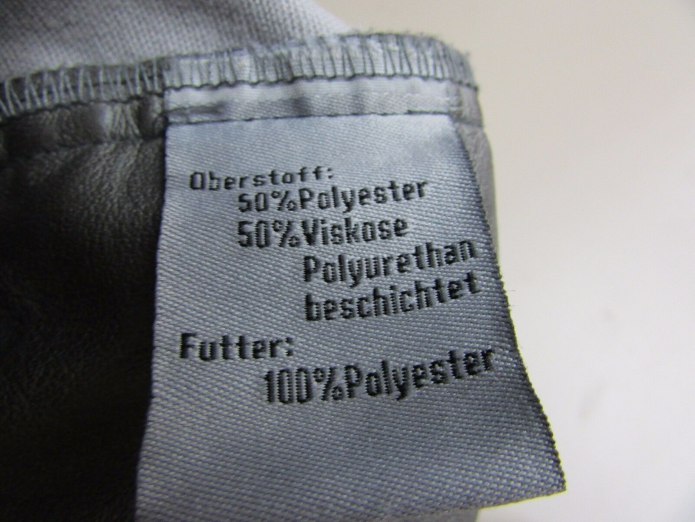 Oberstoff:
50%Polyester
50%Viskose
Polyurethan
beschichtet
Futter:
100%Polyester